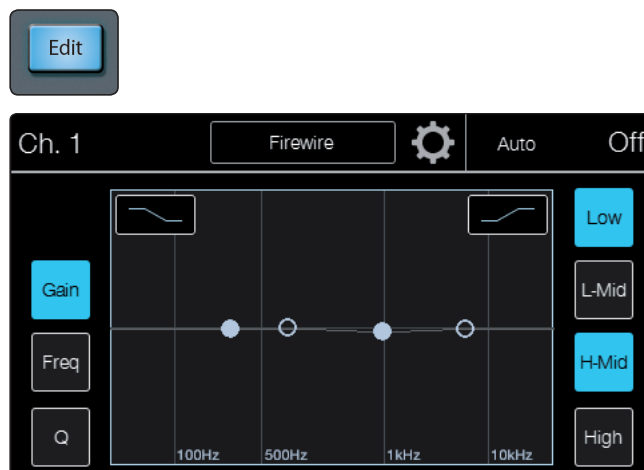 Edit
Ch. 1 Firewire Auto Off
Low
Gain L-Mid
Freq H-Mid
Q High
100Hz 500Hz 1kHz 10kHz